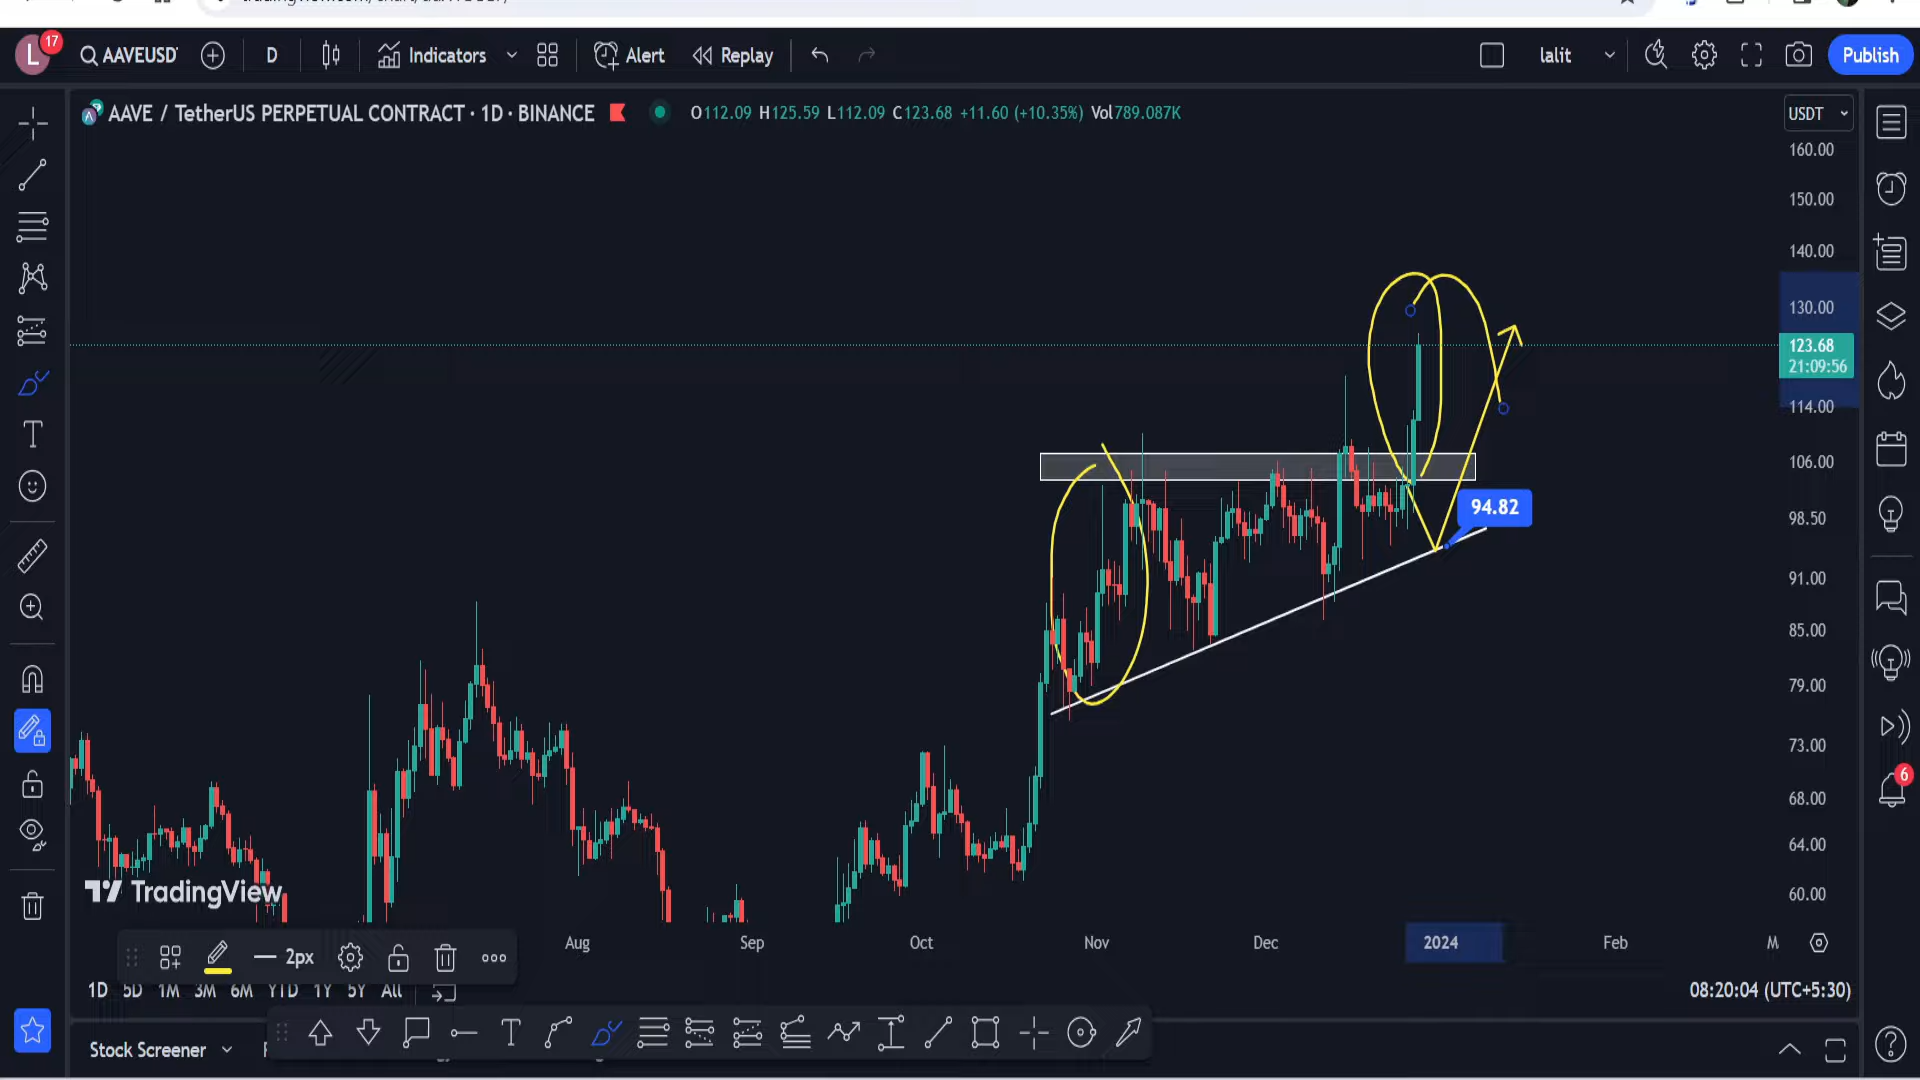 L 17 AAVEUSD D Indicators Alert Replay lalit Publish
AAVE / TetherUS PERPETUAL CONTRACT · 1D · BINANCE O112.09 H125.59 L112.09 C123.68 +11.60 (+10.35%) Vol789.087K USDT
160.00
150.00
140.00
130.00
123.68
21:09:56
114.00
106.00
94.82
98.50
91.00
85.00
79.00
73.00
6
68.00
64.00
TradingView
60.00
Aug Sep Oct Nov Dec 2024 Feb M
2px
1D 5D 1M 3M 6M YTD 1Y 5Y All 08:20:04 (UTC+5:30)
Stock Screener